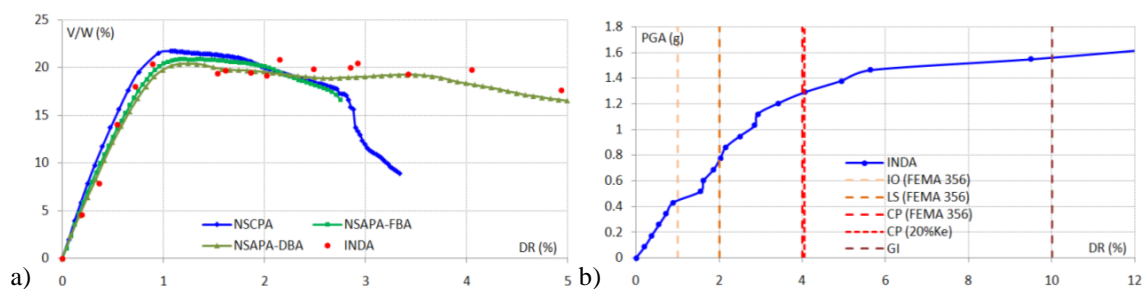 a)
V/W (%)
25
20
15
10
5
0
0 1 2 3 4 5
DR (%)
NSCPA NSAPA-FBA
NSAPA-DBA INDA
b)
PGA (g)
1.8
1.6
1.4
1.2
1
0.8
0.6
0.4
0.2
0
0 2 4 6 8 10 12
DR (%)
INDA
IO (FEMA 356)
LS (FEMA 356)
CP (FEMA 356)
CP (20%Ke)
GI